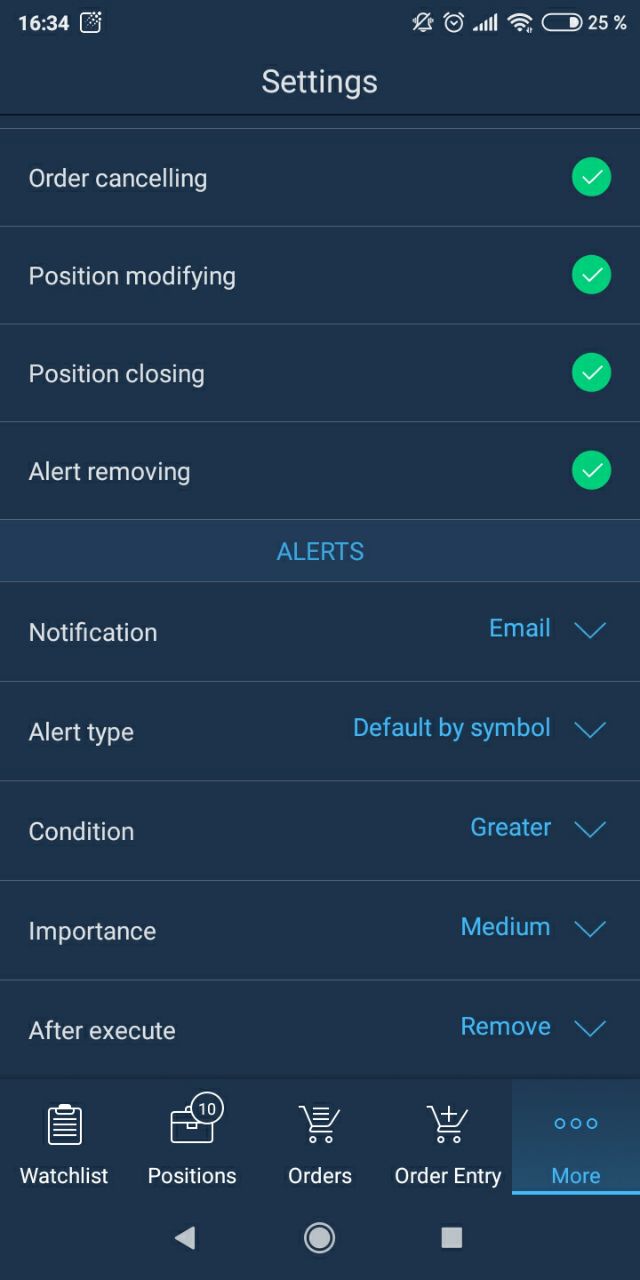 16:34 25 %
Settings
Order cancelling
Position modifying
Position closing
Alert removing
ALERTS
Notification Email
Alert type Default by symbol
Condition Greater
Importance Medium
After execute Remove
10
Watchlist Positions Orders Order Entry More